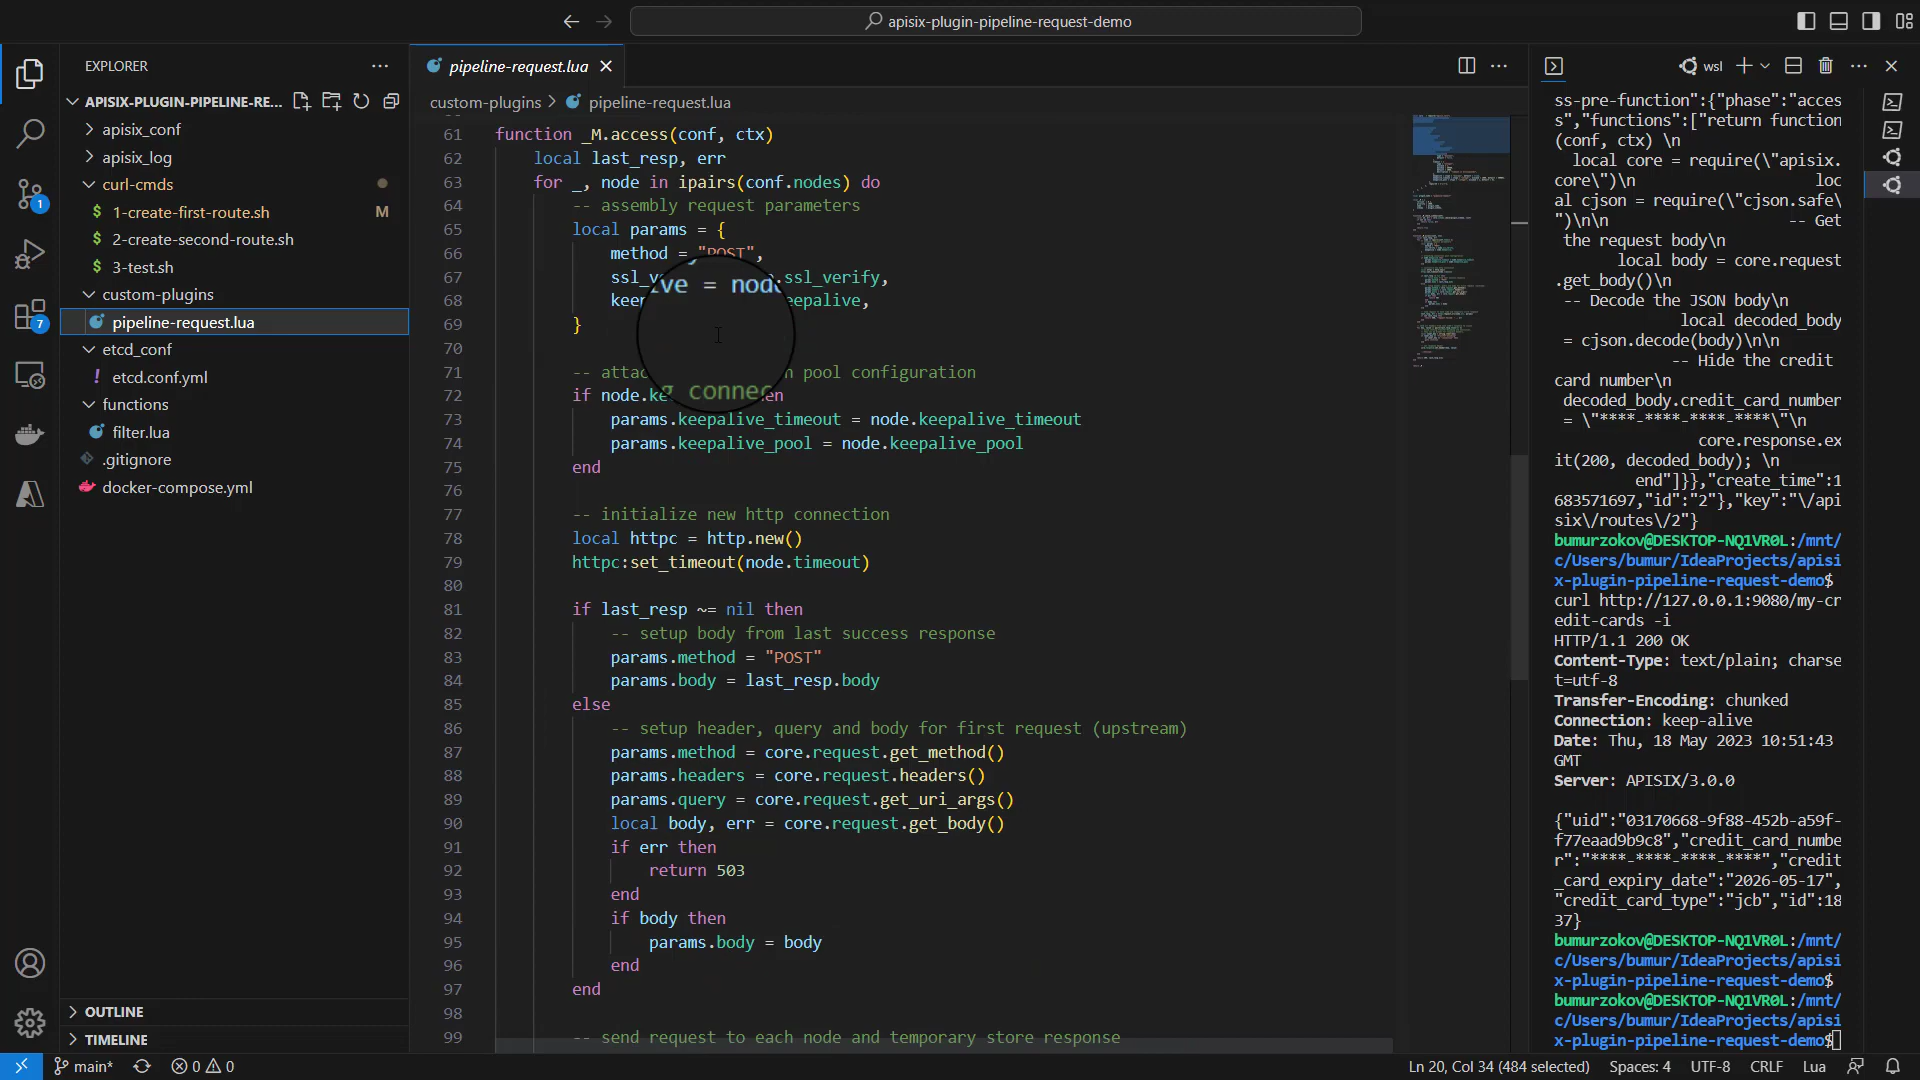 apisix-plugin-pipeline-request-demo
EXPLORER
APISIX-PLUGIN-PIPELINE-RE...
apisix_conf
apisix_log
curl-cmds
$ 1-create-first-route.sh M
$ 2-create-second-route.sh
$ 3-test.sh
custom-plugins
pipeline-request.lua
etcd_conf
! etcd.conf.yml
functions
filter.lua
.gitignore
docker-compose.yml
OUTLINE
TIMELINE
1
7
pipeline-request.lua
custom-plugins > pipeline-request.lua
61 function _M.access(conf, ctx)
62 local last_resp, err
63 for _, node in ipairs(conf.nodes) do
64 -- assembly request parameters
65 local params = {
66 method = "POST",
67 ssl_v .ssl_verify,
68 kee eepalive,
69 }
70
71 -- attac n pool configuration
72 if node.ke en
73 params.keepalive_timeout = node.keepalive_timeout
74 params.keepalive_pool = node.keepalive_pool
75 end
76
77 -- initialize new http connection
78 local httpc = http.new()
79 httpc:set_timeout(node.timeout)
80
81 if last_resp ~= nil then
82 -- setup body from last success response
83 params.method = "POST"
84 params.body = last_resp.body
85 else
86 -- setup header, query and body for first request (upstream)
87 params.method = core.request.get_method()
88 params.headers = core.request.headers()
89 params.query = core.request.get_uri_args()
90 local body, err = core.request.get_body()
91 if err then
92 return 503
93 end
94 if body then
95 params.body = body
96 end
97 end
98
99 -- send request to each node and temporary store response
ive = node
g connec
wsl
ss-pre-function":{"phase":"acces
s","functions":["return function
(conf, ctx) \n
local core = require(\"apisix.
core\")\n loc
al cjson = require(\"cjson.safe\
")\n\n -- Get
the request body\n
local body = core.request
.get_body()\n
-- Decode the JSON body\n
local decoded_body
= cjson.decode(body)\n\n
-- Hide the credit
card number\n
decoded_body.credit_card_number
= \"****-****-****-****\"\n
core.response.ex
it(200, decoded_body); \n
end"]}},"create_time":1
683571697,"id":"2"},"key":"\/api
six\/routes\/2"}
bumurzokov@DESKTOP-NQ1VR0L:/mnt/
c/Users/bumur/IdeaProjects/apisi
x-plugin-pipeline-request-demo$
curl http://127.0.0.1:9080/my-cr
edit-cards -i
HTTP/1.1 200 OK
Content-Type: text/plain; charse
t=utf-8
Transfer-Encoding: chunked
Connection: keep-alive
Date: Thu, 18 May 2023 10:51:43
GMT
Server: APISIX/3.0.0
{"uid":"03170668-9f88-452b-a59f-
f77eaad9b9c8","credit_card_numbe
r":"****-****-****-****","credit
_card_expiry_date":"2026-05-17",
"credit_card_type":"jcb","id":18
37}
bumurzokov@DESKTOP-NQ1VR0L:/mnt/
c/Users/bumur/IdeaProjects/apisi
x-plugin-pipeline-request-demo$
bumurzokov@DESKTOP-NQ1VR0L:/mnt/
c/Users/bumur/IdeaProjects/apisi
x-plugin-pipeline-request-demo$
main* 0 0 Ln 20, Col 34 (484 selected) Spaces: 4 UTF-8 CRLF Lua